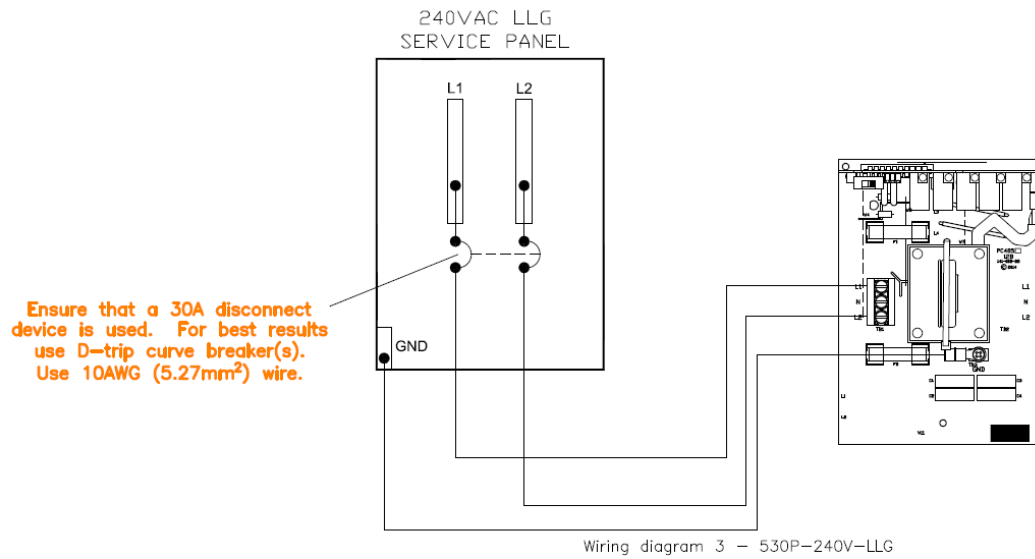 240VAC LLG
SERVICE PANEL
L1 L2
Ensure that a 30A disconnect
device is used. For best results
use D-trip curve breaker(s).
Use 10AWG (5.27mm²) wire.
GND
L1
N
L2
L1
N
L2
GND
Wiring diagram 3 - 530P-240V-LLG